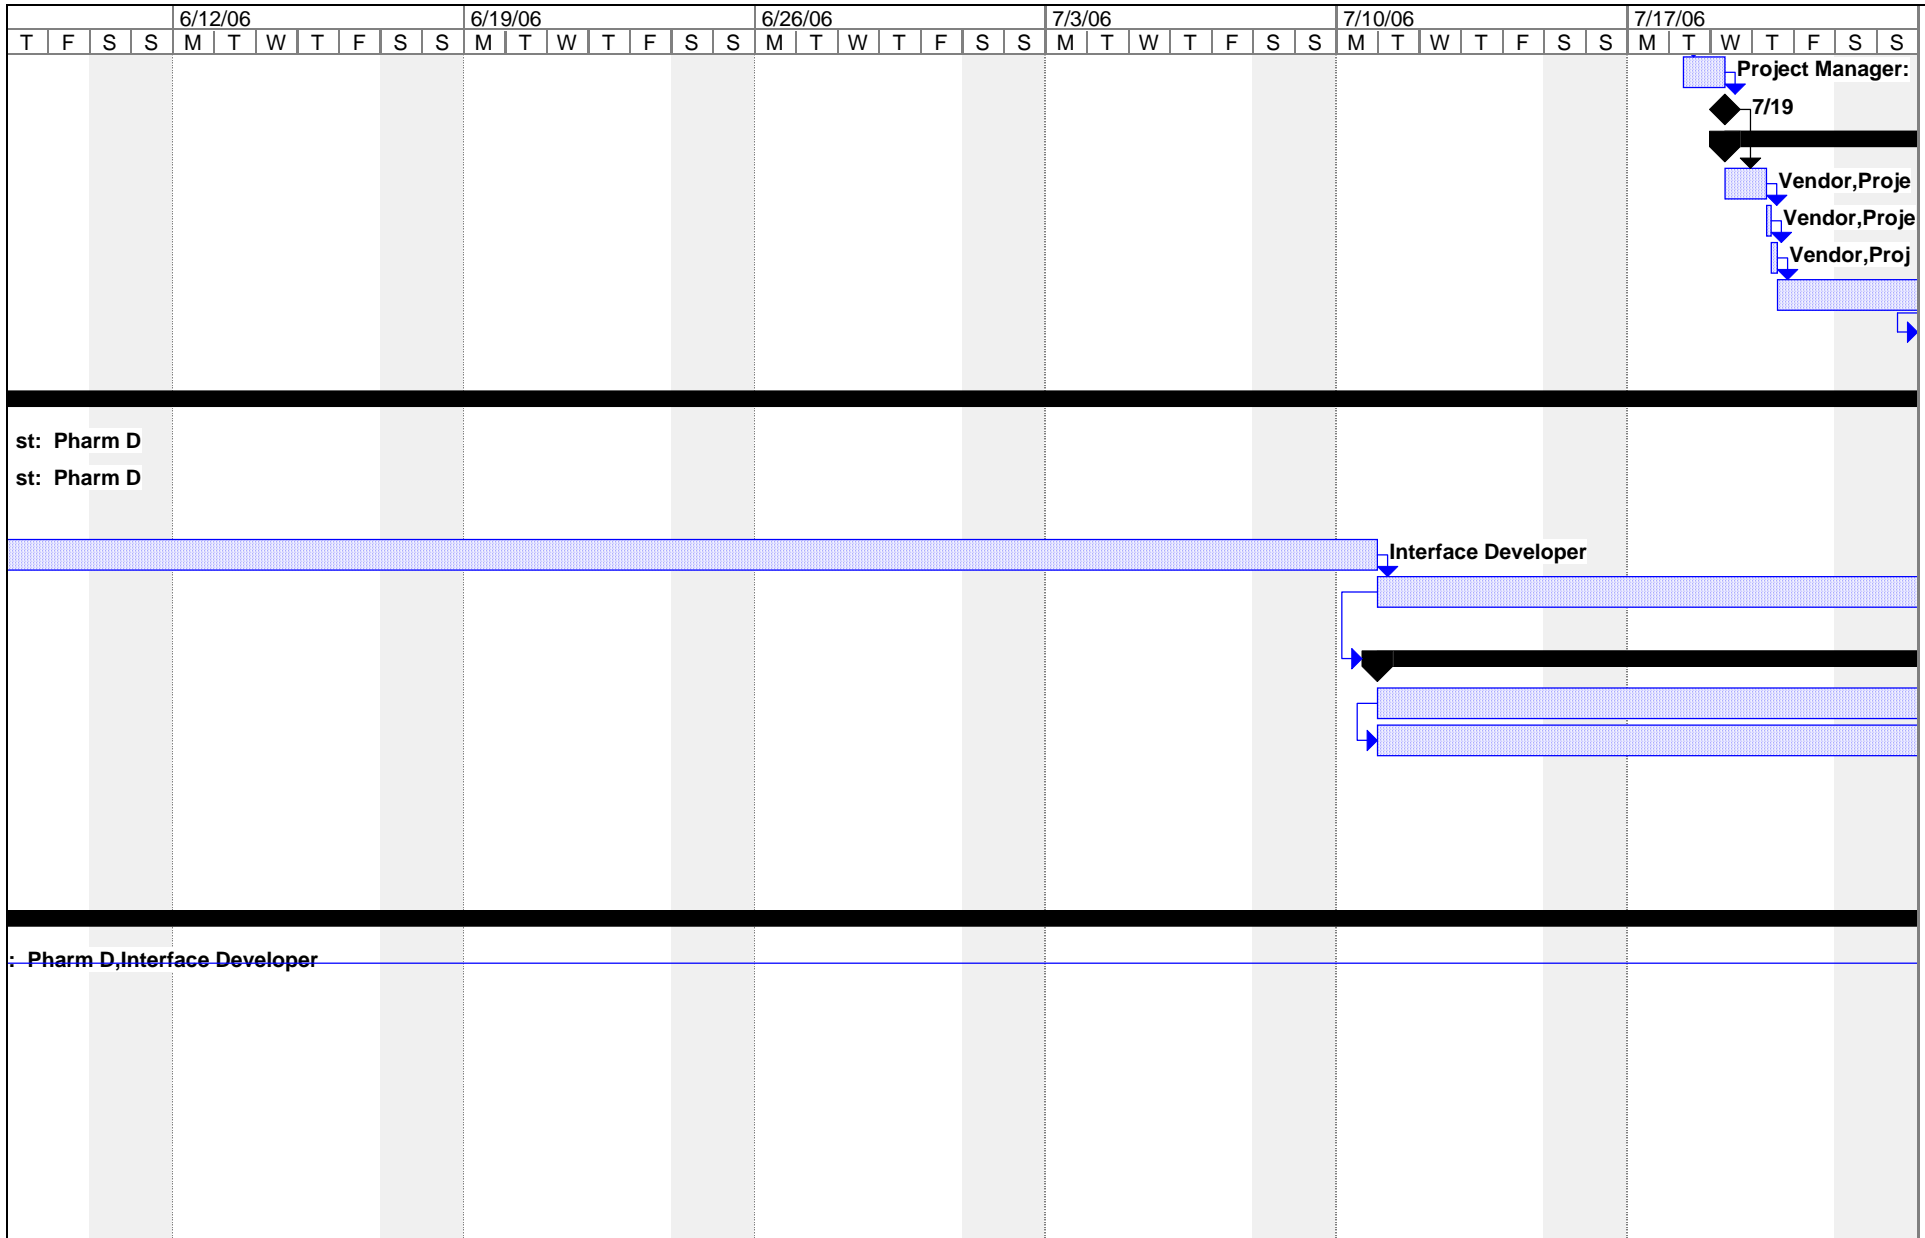 6/12/06 6/19/06 6/26/06 7/3/06 7/10/06 7/17/06
T F S S M T W T F S S M T W T F S S M T W T F S S M T W T F S S M T W T F S S M T W T F S S
Project Manager:
7/19
Vendor,Proje
Vendor,Proje
Vendor,Proj
st: Pharm D
st: Pharm D
Interface Developer
: Pharm D,Interface Developer